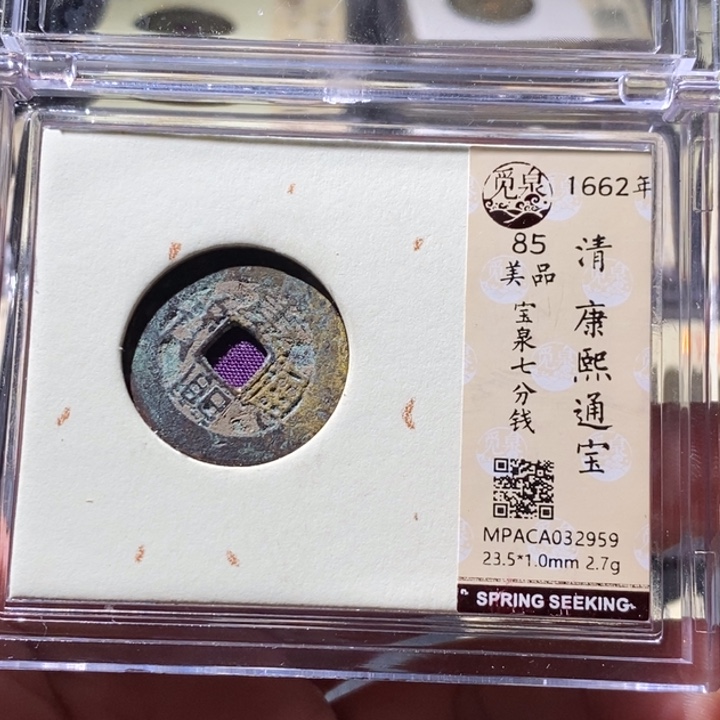 觅泉
1662年
85
美品
清 康熙通宝
宝泉七分钱
MPACA032959
23.5*1.0mm 2.7g
SPRING SEEKING